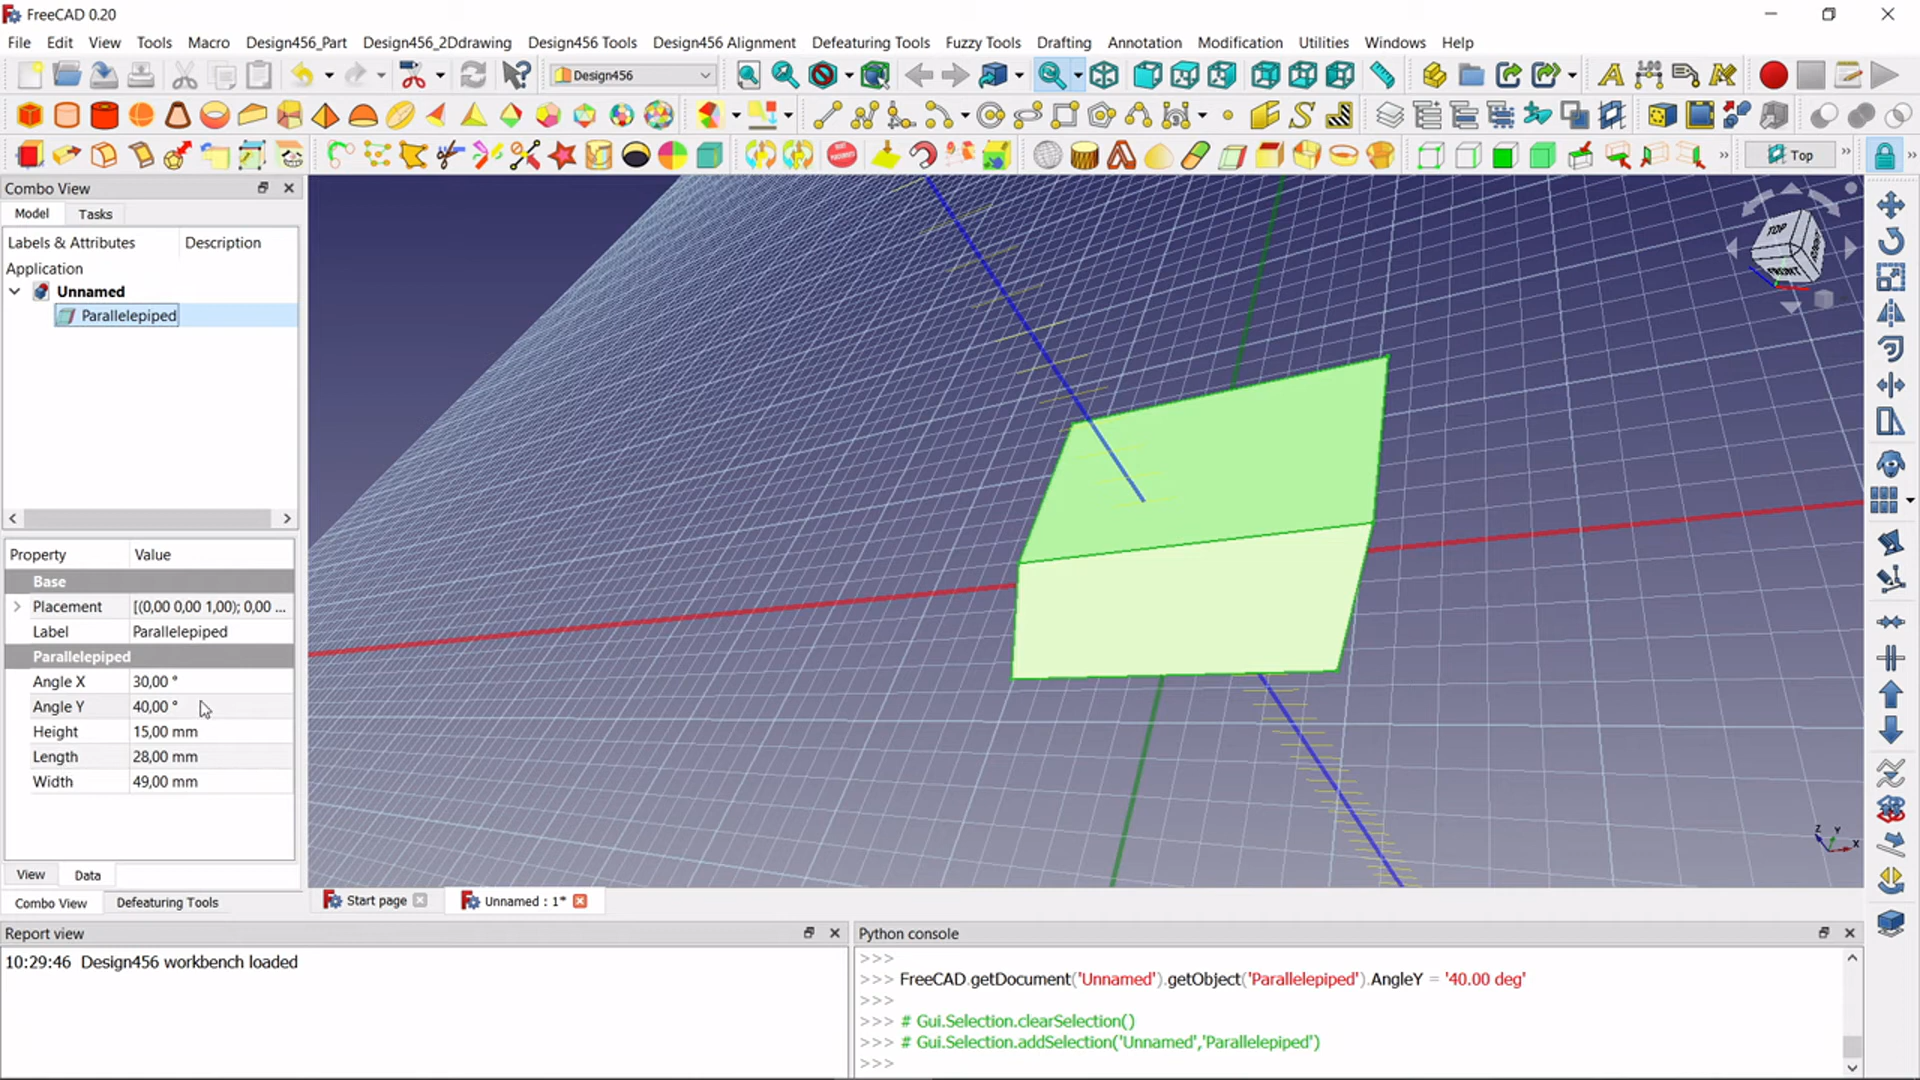 FreeCAD 0.20
File Edit View Tools Macro Design456_Part Design456_2Ddrawing Design456 Tools Design456 Alignment Defeaturing Tools Fuzzy Tools Drafting Annotation Modification Utilities Windows Help
Design456
1.00
Top
Combo View
Model Tasks
Labels & Attributes Description
Application
Unnamed
Parallelepiped
Property Value
Base
Placement [(0,00 0,00 1,00); 0,00 ...
Label Parallelepiped
Parallelepiped
Angle X 30,00 °
Angle Y 40,00 °
Height 15,00 mm
Length 28,00 mm
Width 49,00 mm
View Data
Combo View Defeaturing Tools
TOP
FRONT
Z Y X
Start page Unnamed : 1*
Report view
10:29:46 Design456 workbench loaded
Python console
>>>
>>> FreeCAD.getDocument('Unnamed').getObject('Parallelepiped').AngleY = '40.00 deg'
>>>
>>> # Gui.Selection.clearSelection()
>>> # Gui.Selection.addSelection('Unnamed','Parallelepiped')
>>>